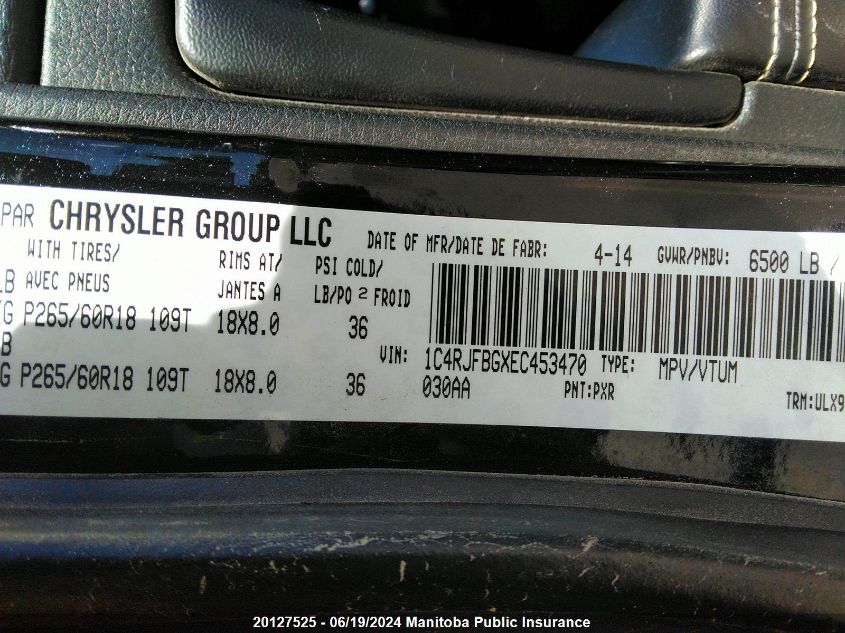 PAR CHRYSLER GROUP LLC DATE OF MFR/DATE DE FABR: 4-14 GVWR/PNBV: 6500 LB /
WITH TIRES/ RIMS AT/ PSI COLD/
LB AVEC PNEUS JANTES A LB/PO 2 FROID
KG P265/60R18 109T 18X8.0 36
VIN: 1C4RJFBGXEC453470 TYPE: MPV/VTUM
G P265/60R18 109T 18X8.0 36 030AA PNT:PXR TRM:ULX9
20127525 - 06/19/2024 Manitoba Public Insurance